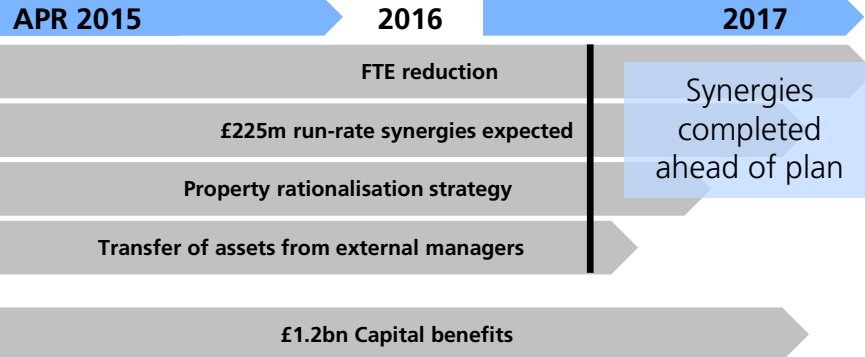 APR 2015 2016 2017
FTE reduction
£225m run-rate synergies expected
Synergies
completed
ahead of plan
Property rationalisation strategy
Transfer of assets from external managers
£1.2bn Capital benefits